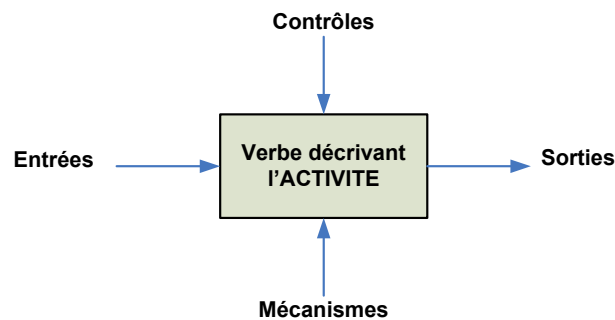 Contrôles
Entrées
Verbe décrivant
l’ACTIVITE
Sorties
Mécanismes